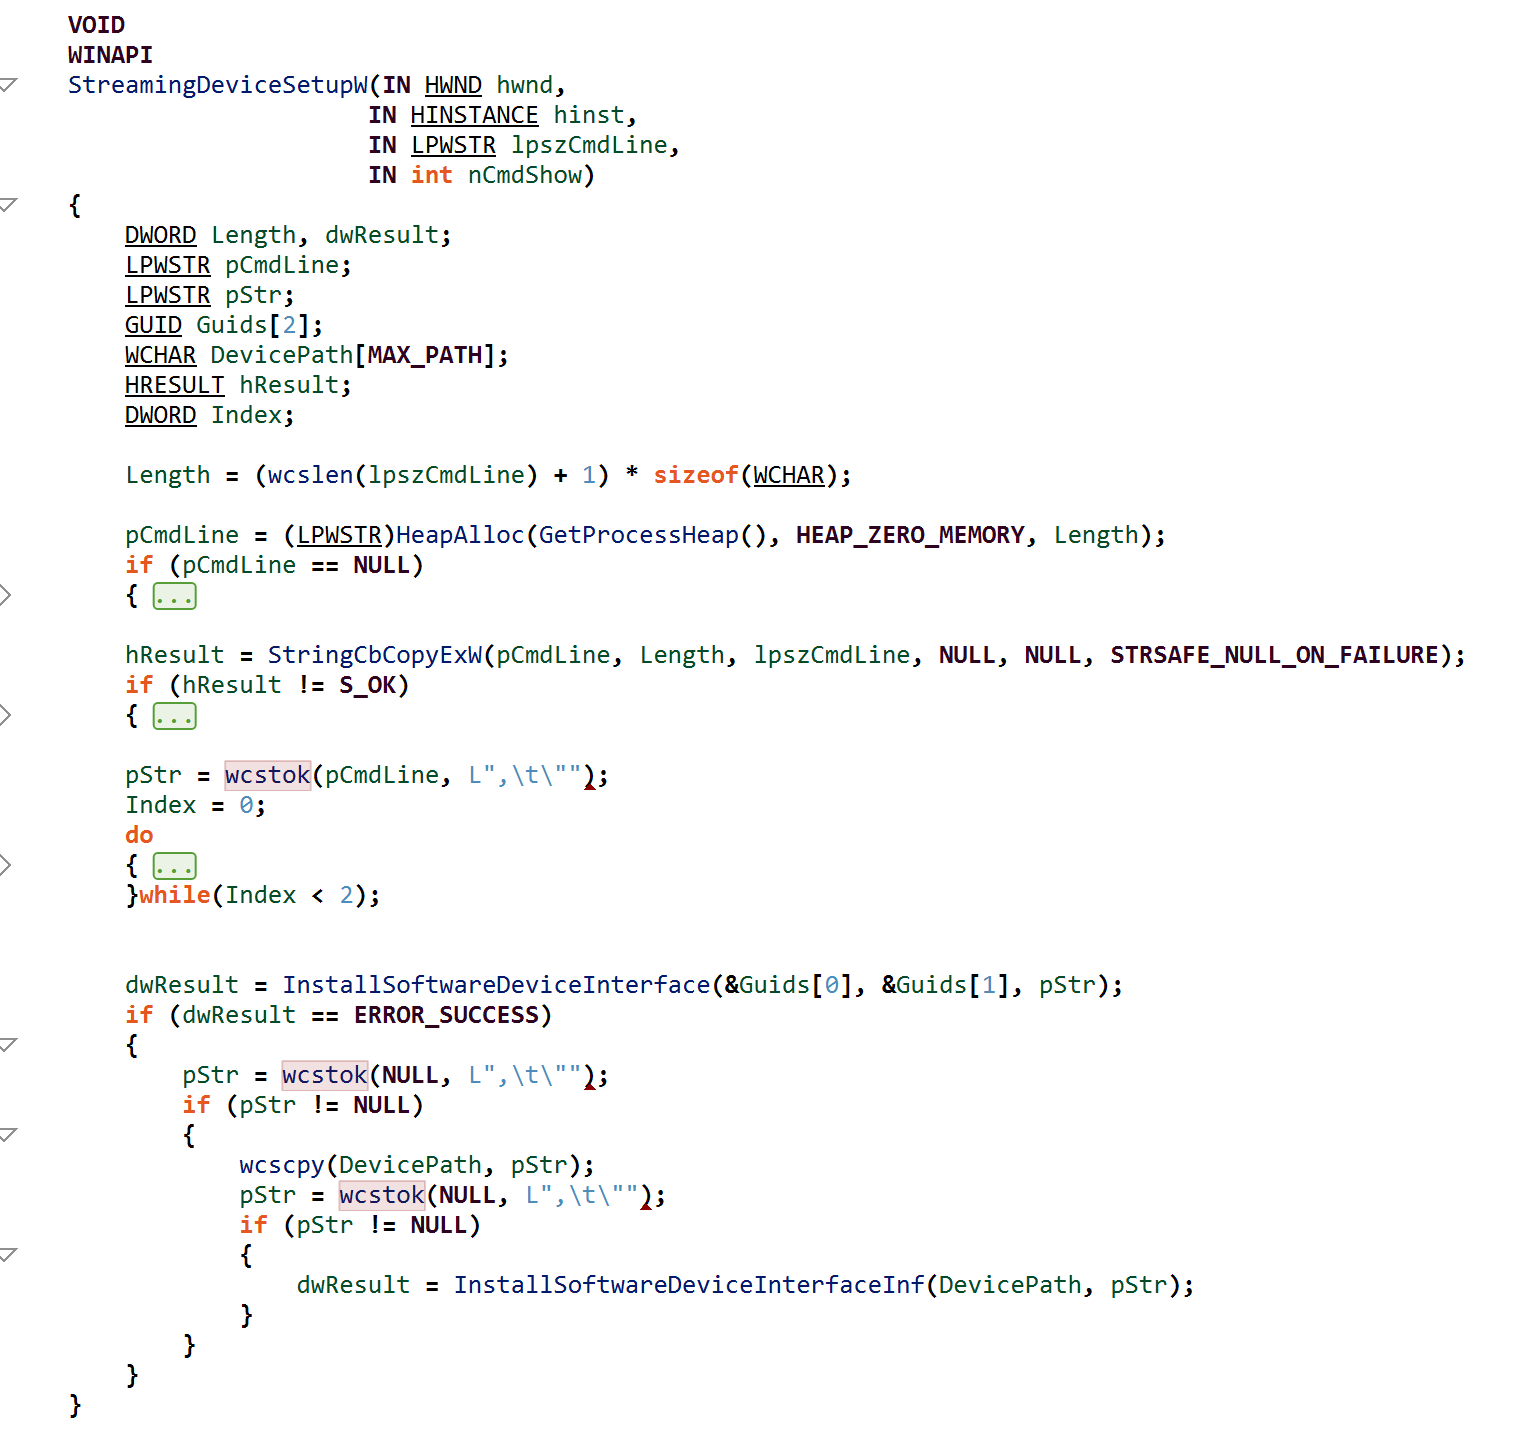 VOID
WINAPI
StreamingDeviceSetupW(IN HWND hwnd,
                     IN HINSTANCE hinst,
                     IN LPWSTR lpszCmdLine,
                     IN int nCmdShow)
{
    DWORD Length, dwResult;
    LPWSTR pCmdLine;
    LPWSTR pStr;
    GUID Guids[2];
    WCHAR DevicePath[MAX_PATH];
    HRESULT hResult;
    DWORD Index;

    Length = (wcslen(lpszCmdLine) + 1) * sizeof(WCHAR);

    pCmdLine = (LPWSTR)HeapAlloc(GetProcessHeap(), HEAP_ZERO_MEMORY, Length);
    if (pCmdLine == NULL)
    { ...

    hResult = StringCbCopyExW(pCmdLine, Length, lpszCmdLine, NULL, NULL, STRSAFE_NULL_ON_FAILURE);
    if (hResult != S_OK)
    { ...

    pStr = wcstok(pCmdLine, L",\t\"");
    Index = 0;
    do
    { ...
    }while(Index < 2);


    dwResult = InstallSoftwareDeviceInterface(&Guids[0], &Guids[1], pStr);
    if (dwResult == ERROR_SUCCESS)
    {
        pStr = wcstok(NULL, L",\t\"");
        if (pStr != NULL)
        {
            wcscpy(DevicePath, pStr);
            pStr = wcstok(NULL, L",\t\"");
            if (pStr != NULL)
            {
                dwResult = InstallSoftwareDeviceInterfaceInf(DevicePath, pStr);
            }
        }
    }
}